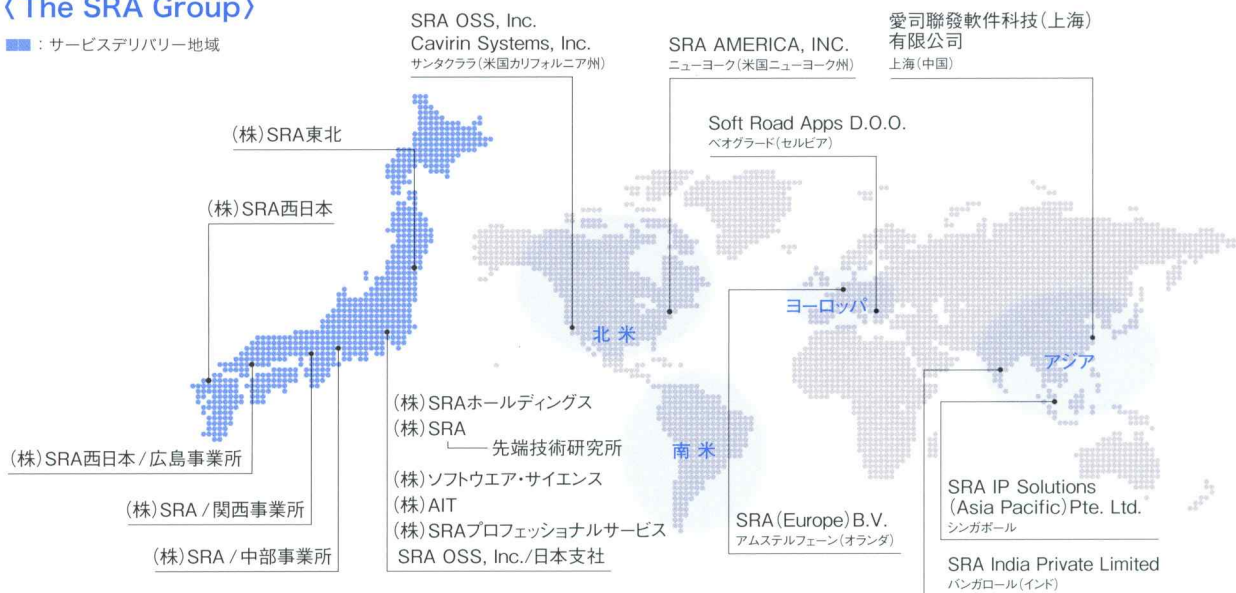 〈The SRA Group〉
：サービスデリバリー地域
SRA OSS, Inc.
Cavirin Systems, Inc.
サンタクララ（米国カリフォルニア州）
SRA AMERICA, INC.
ニューヨーク（米国ニューヨーク州）
愛司聯發軟件科技（上海）
有限公司
上海（中国）
Soft Road Apps D.O.O.
ベオグラード（セルビア）
（株）SRA東北
（株）SRA西日本
北 米
ヨーロッパ
アジア
南 米
（株）SRA西日本 / 広島事業所
（株）SRA / 関西事業所
（株）SRA / 中部事業所
（株）SRAホールディングス
（株）SRA
先端技術研究所
（株）ソフトウエア・サイエンス
（株）AIT
（株）SRAプロフェッショナルサービス
SRA OSS, Inc./日本支社
SRA（Europe）B.V.
アムステルフェーン（オランダ）
SRA IP Solutions
（Asia Pacific）Pte. Ltd.
シンガポール
SRA India Private Limited
バンガロール（インド）